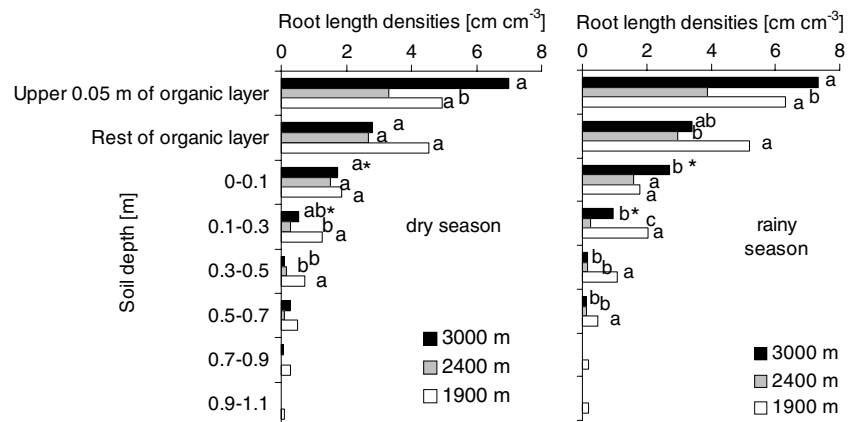 Root length densities [cm cm⁻³]
0 2 4 6 8
Upper 0.05 m of organic layer
Rest of organic layer
0-0.1
0.1-0.3
0.3-0.5
0.5-0.7
0.7-0.9
0.9-1.1
Soil depth [m]
a
b
a
a
a
a
a*
a
a
ab*
b
a
b
b
a
dry season
3000 m
2400 m
1900 m
Root length densities [cm cm⁻³]
0 2 4 6 8
a
b
a
ab
b
a
b *
a
a
b*
c
a
b
b
a
b
b
a
rainy
season
3000 m
2400 m
1900 m